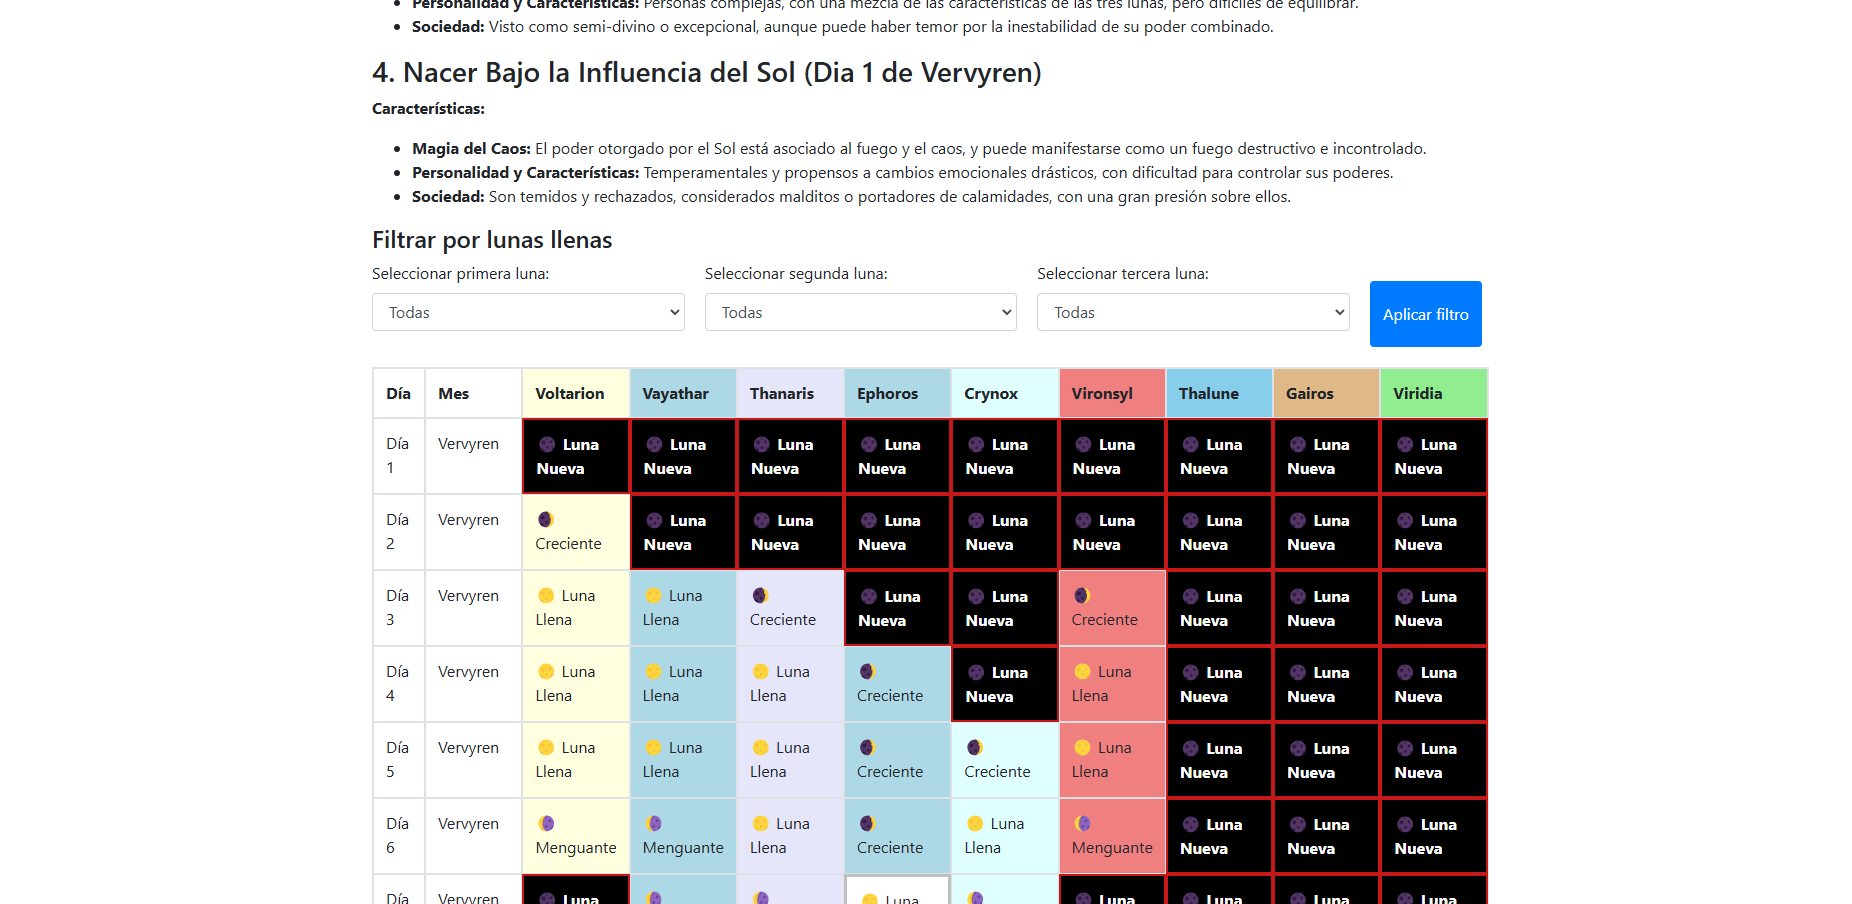 Personalidad y Características: Personas complejas, con una mezcla de las características de las tres lunas, pero difíciles de equilibrar.
Sociedad: Visto como semi-divino o excepcional, aunque puede haber temor por la inestabilidad de su poder combinado.
4. Nacer Bajo la Influencia del Sol (Dia 1 de Vervyren)
Características:
Magia del Caos: El poder otorgado por el Sol está asociado al fuego y el caos, y puede manifestarse como un fuego destructivo e incontrolado.
Personalidad y Características: Temperamentales y propensos a cambios emocionales drásticos, con dificultad para controlar sus poderes.
Sociedad: Son temidos y rechazados, considerados malditos o portadores de calamidades, con una gran presión sobre ellos.
Filtrar por lunas llenas
Seleccionar primera luna: Seleccionar segunda luna: Seleccionar tercera luna:
Todas Todas Todas Aplicar filtro
Día Mes Voltarion Vayathar Thanaris Ephoros Crynox Vironsyl Thalune Gairos Viridia
Día Vervyren Luna Luna Luna Luna Luna Luna Luna Luna Luna
1 Nueva Nueva Nueva Nueva Nueva Nueva Nueva Nueva Nueva
Día Vervyren Luna Luna Luna Luna Luna Luna Luna Luna
2 Creciente Nueva Nueva Nueva Nueva Nueva Nueva Nueva Nueva
Día Vervyren Luna Luna Luna Luna Luna Luna Luna
3 Llena Llena Creciente Nueva Nueva Creciente Nueva Nueva Nueva
Día Vervyren Luna Luna Luna Luna Luna Luna Luna Luna
4 Llena Llena Llena Creciente Nueva Llena Nueva Nueva Nueva
Día Vervyren Luna Luna Luna Luna Luna Luna Luna
5 Llena Llena Llena Creciente Creciente Llena Nueva Nueva Nueva
Día Vervyren Luna Luna Luna Luna Luna
6 Menguante Menguante Llena Creciente Llena Menguante Nueva Nueva Nueva
Día Vervyren Luna Luna Luna Luna Luna Luna